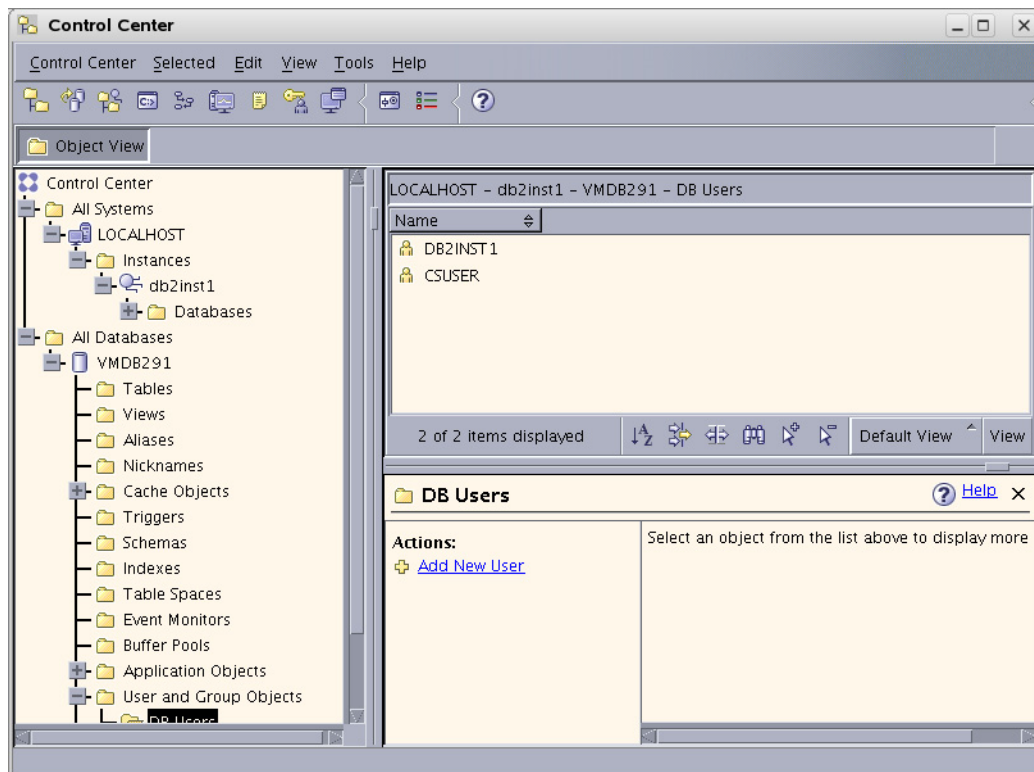 Control Center
Control Center Selected Edit View Tools Help
Object View
Control Center
All Systems
LOCALHOST
Instances
db2inst1
Databases
All Databases
VMDB291
Tables
Views
Aliases
Nicknames
Cache Objects
Triggers
Schemas
Indexes
Table Spaces
Event Monitors
Buffer Pools
Application Objects
User and Group Objects
DB Users
LOCALHOST - db2inst1 - VMDB291 - DB Users
Name
DB2INST1
CSUSER
2 of 2 items displayed
Default View View
DB Users
Help
Actions:
Add New User
Select an object from the list above to display more